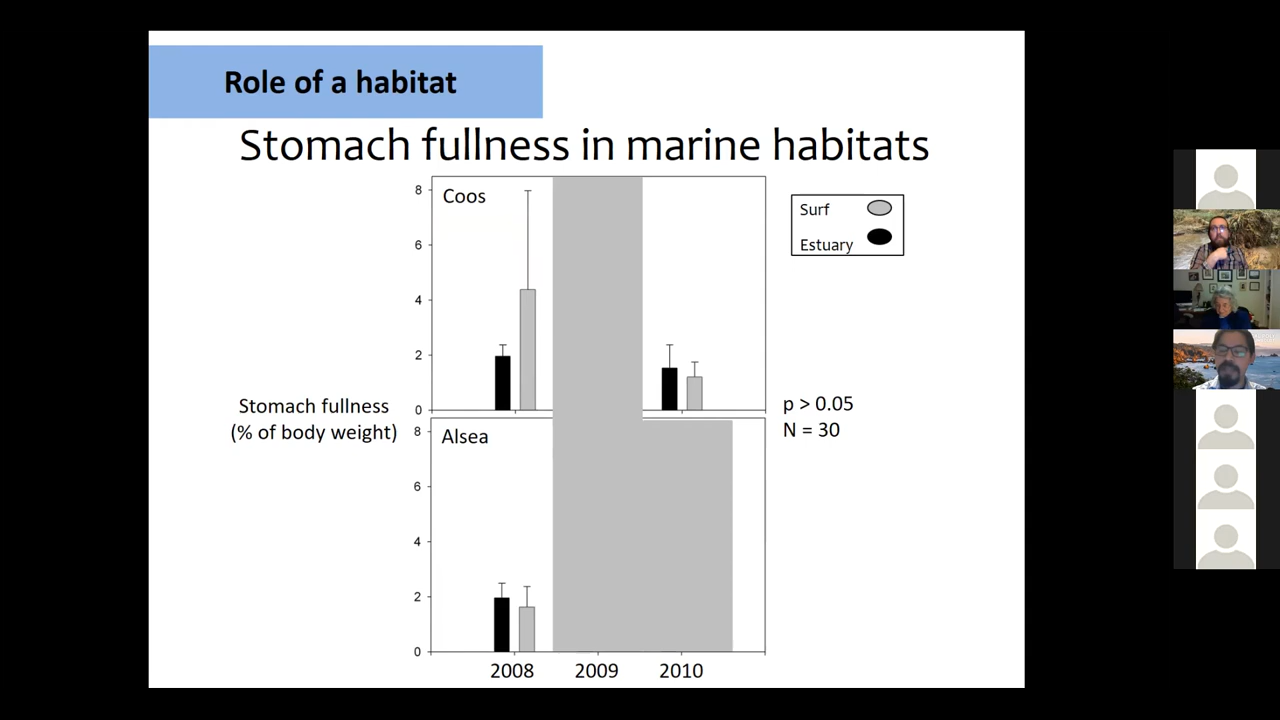 Role of a habitat
Stomach fullness in marine habitats
8
Coos
6
4
2
0
Surf
Estuary
Stomach fullness
(% of body weight)
p > 0.05
N = 30
8
Alsea
6
4
2
0
2008
2009
2010